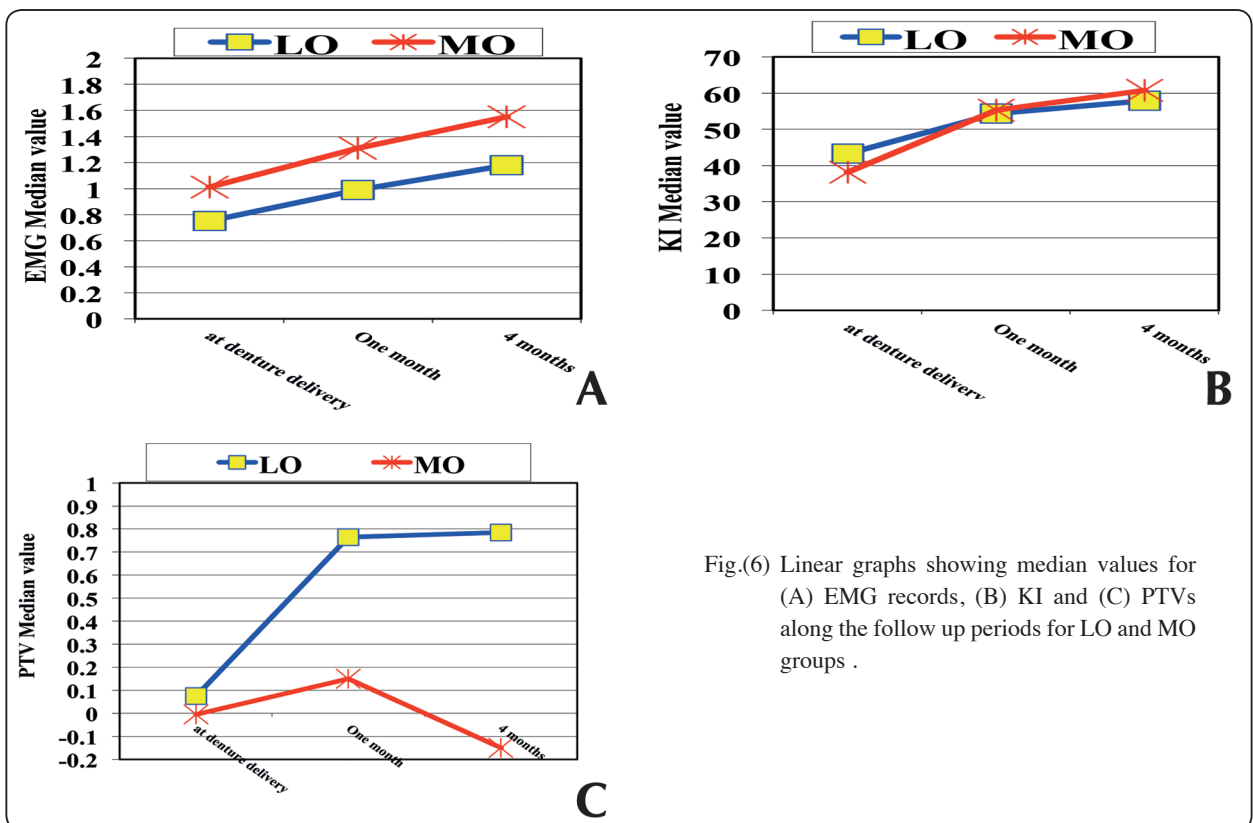 LO MO
EMG Median value
2
1.8
1.6
1.4
1.2
1
0.8
0.6
0.4
0.2
0
at denture delivery
One month
4 months
A
LO MO
KI Median value
70
60
50
40
30
20
10
0
at denture delivery
One month
4 months
B
LO MO
PTV Median value
1
0.9
0.8
0.7
0.6
0.5
0.4
0.3
0.2
0.1
0
-0.1
-0.2
at denture delivery
One month
4 months
C
Fig.(6) Linear graphs showing median values for
(A) EMG records, (B) KI and (C) PTVs
along the follow up periods for LO and MO
groups .